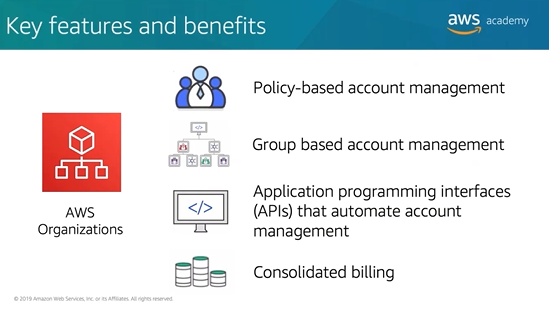 Key features and benefits
aws academy
Policy-based account management
</>
Group based account management
AWS
Organizations
</>
Application programming interfaces
(APIs) that automate account
management
Consolidated billing
© 2019 Amazon Web Services, Inc. or its Affiliates. All rights reserved.